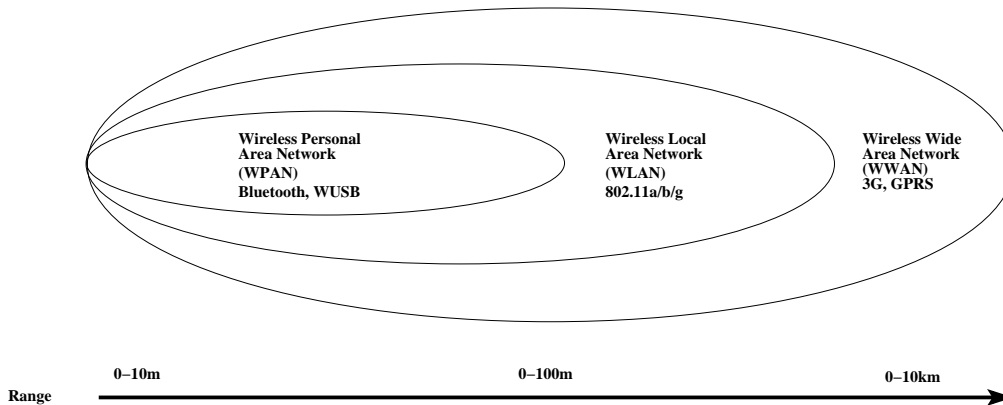 Wireless Personal
Area Network
(WPAN)
Bluetooth, WUSB
Wireless Local
Area Network
(WLAN)
802.11a/b/g
Wireless Wide
Area Network
(WWAN)
3G, GPRS
0–10m
0–100m
0–10km
Range